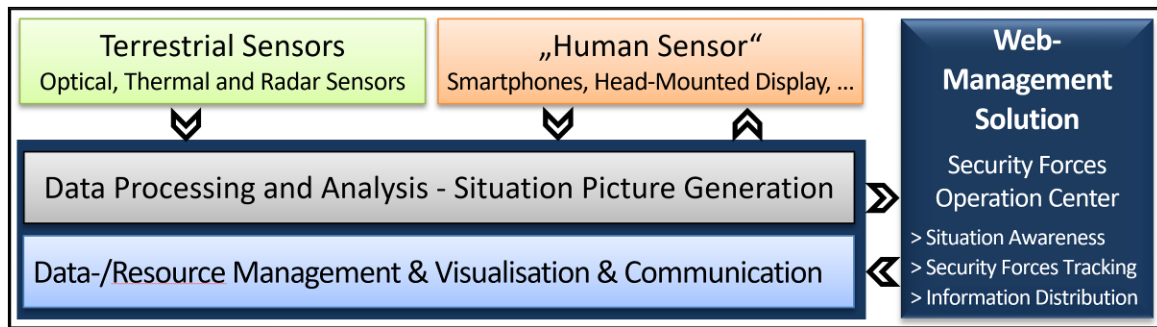 Terrestrial Sensors
Optical, Thermal and Radar Sensors
„Human Sensor“
Smartphones, Head-Mounted Display, ...
Data Processing and Analysis - Situation Picture Generation
Data-/Resource Management & Visualisation & Communication
Web-
Management
Solution
Security Forces
Operation Center
> Situation Awareness
> Security Forces Tracking
> Information Distribution